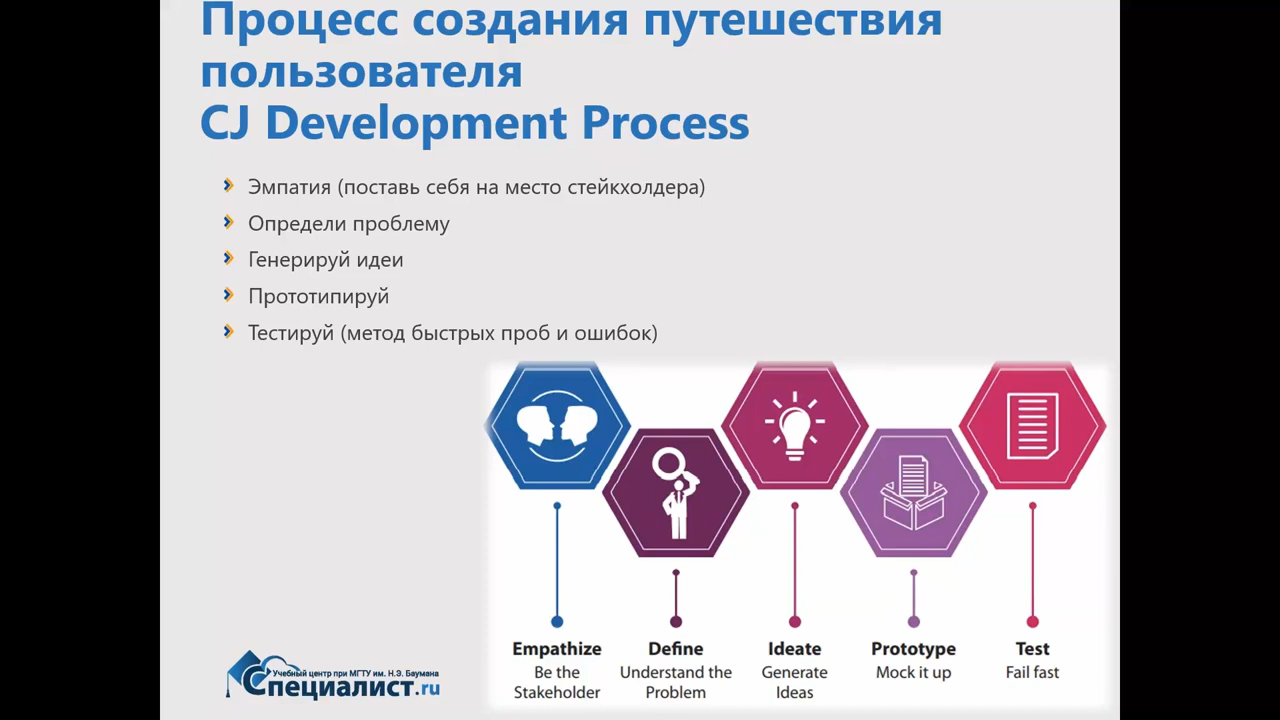 Процесс создания путешествия
пользователя
CJ Development Process
Эмпатия (поставь себя на место стейкхолдера)
Определи проблему
Генерируй идеи
Прототипируй
Тестируй (метод быстрых проб и ошибок)
Empathize
Be the
Stakeholder
Define
Understand the
Problem
Ideate
Generate
Ideas
Prototype
Mock it up
Test
Fail fast
Учебный центр при МГТУ им. Н.Э. Баумана
Специалист.ru